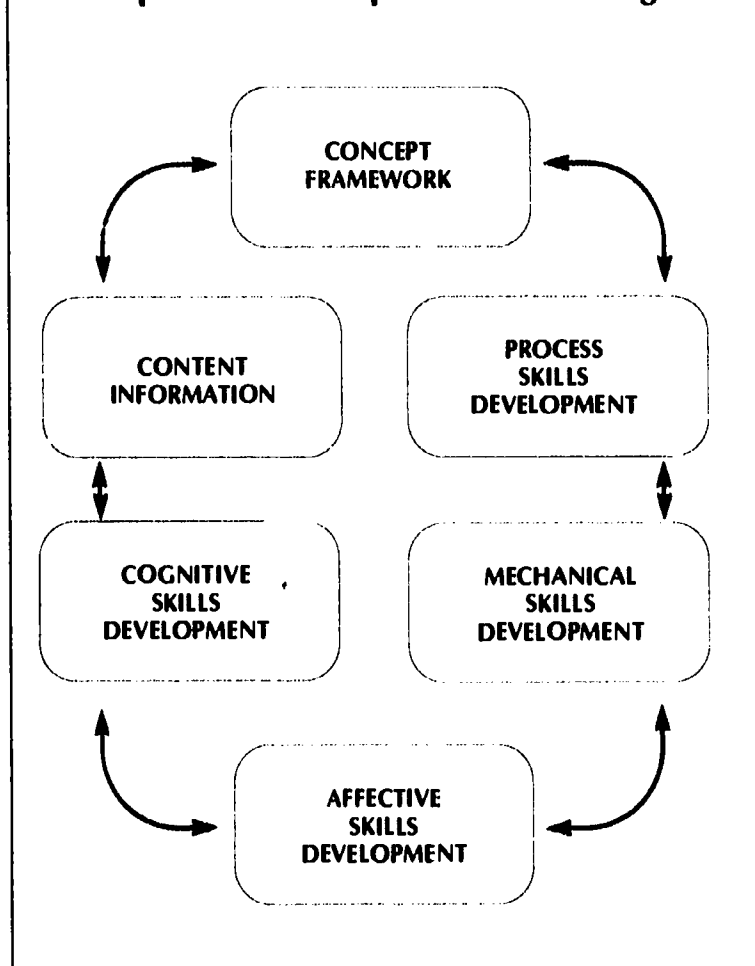 CONCEPT
FRAMEWORK
CONTENT
INFORMATION
PROCESS
SKILLS
DEVELOPMENT
COGNITIVE
SKILLS
DEVELOPMENT
MECHANICAL
SKILLS
DEVELOPMENT
AFFECTIVE
SKILLS
DEVELOPMENT